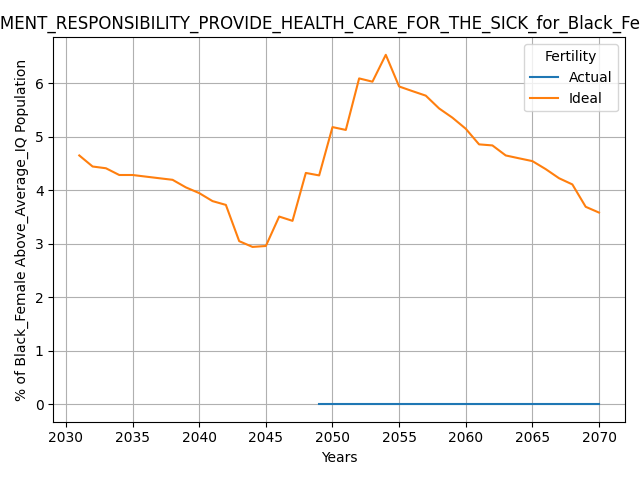 MENT_RESPONSIBILITY_PROVIDE_HEALTH_CARE_FOR_THE_SICK_for_Black_Fe
% of Black_Female Above_Average_IQ Population
6
5
4
3
2
1
0
Fertility
Actual
Ideal
2030 2035 2040 2045 2050 2055 2060 2065 2070
Years